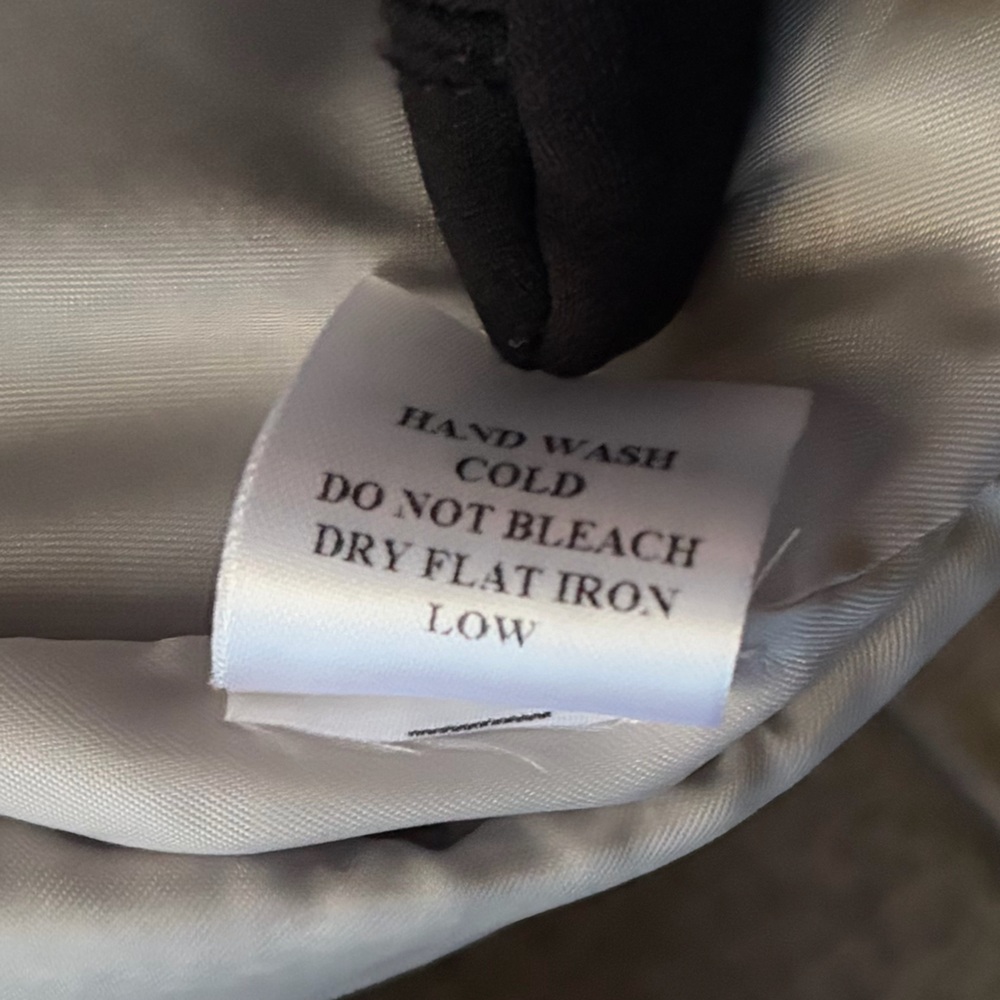 HAND WASH
COLD
DO NOT BLEACH
DRY FLAT IRON
LOW